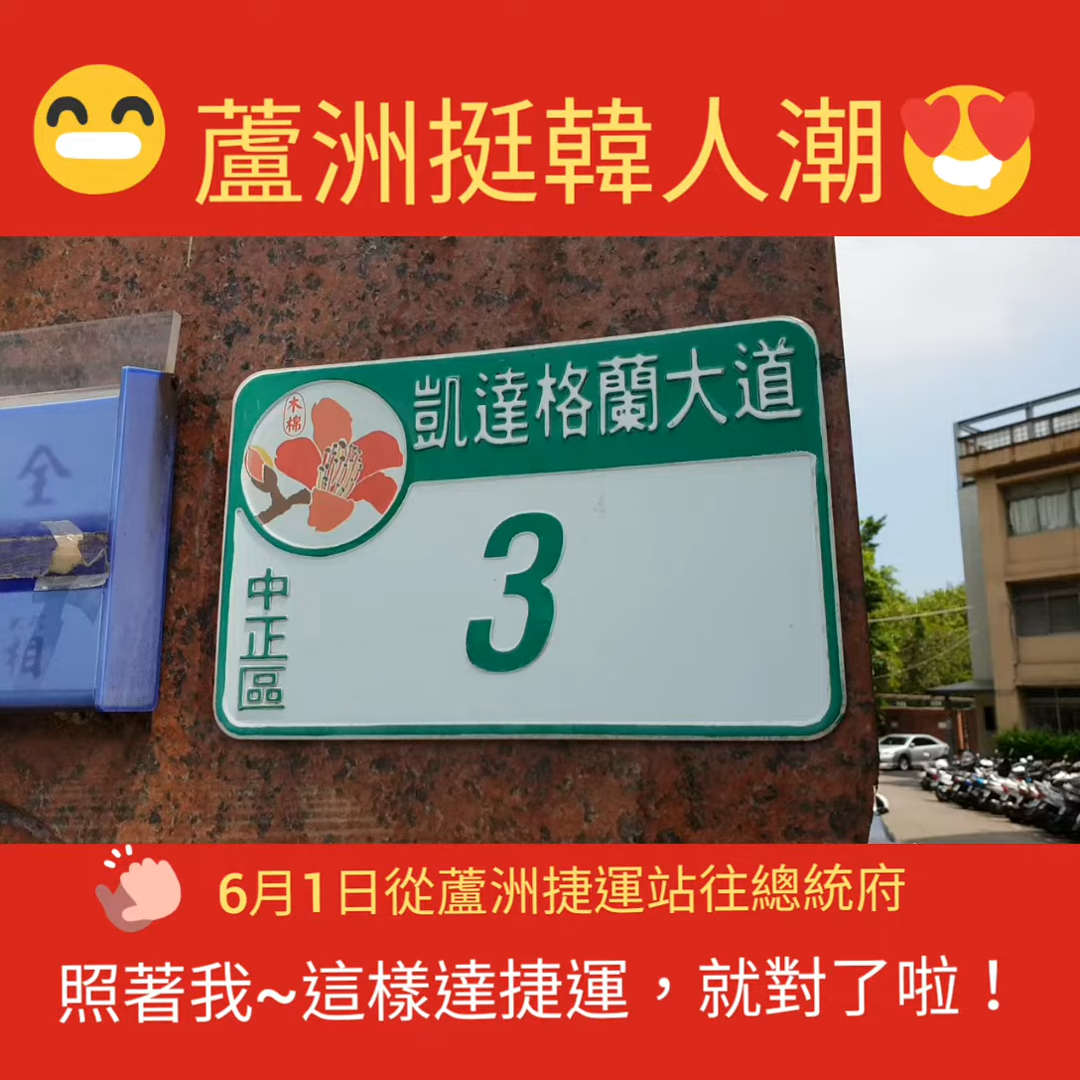 蘆洲挺韓人潮
木棉
凱達格蘭大道
3
中正區
全
箱
6月1日從蘆洲捷運站往總統府
照著我~這樣達捷運，就對了啦！